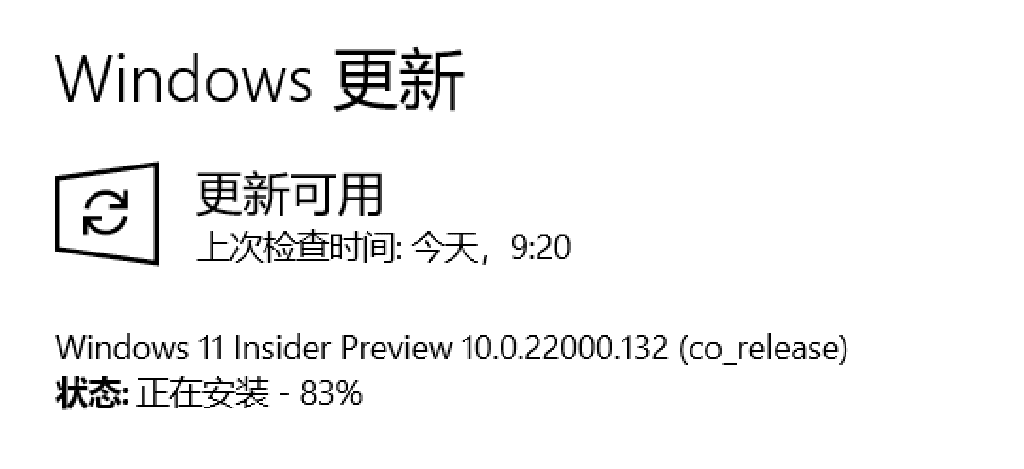 Windows 更新
更新可用
上次检查时间: 今天，9:20
Windows 11 Insider Preview 10.0.22000.132 (co_release)
状态: 正在安装 - 83%